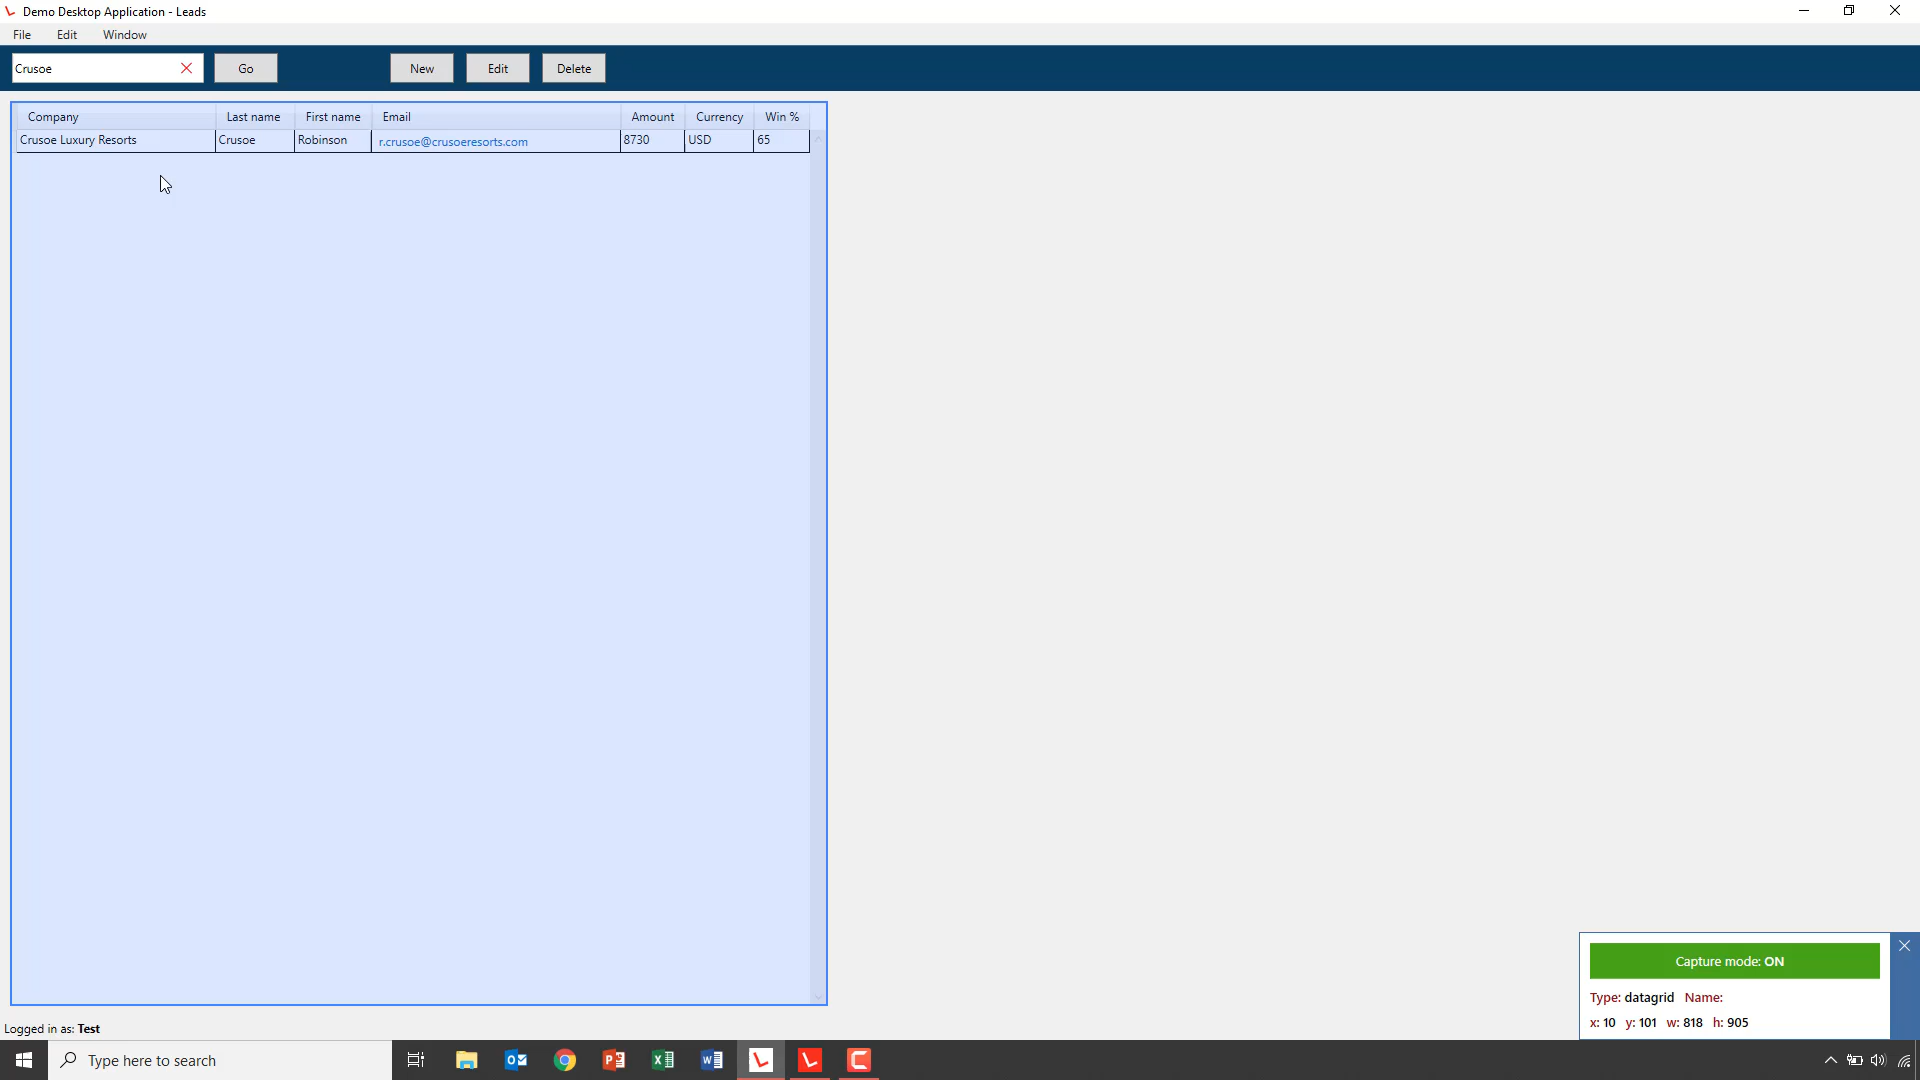 Demo Desktop Application - Leads
File Edit Window
Crusoe Go New Edit Delete
Company Last name First name Email Amount Currency Win %
Crusoe Luxury Resorts Crusoe Robinson r.crusoe@crusoeresorts.com 8730 USD 65
Capture mode: ON
Type: datagrid Name:
x: 10 y: 101 w: 818 h: 905
Logged in as: Test
Type here to search